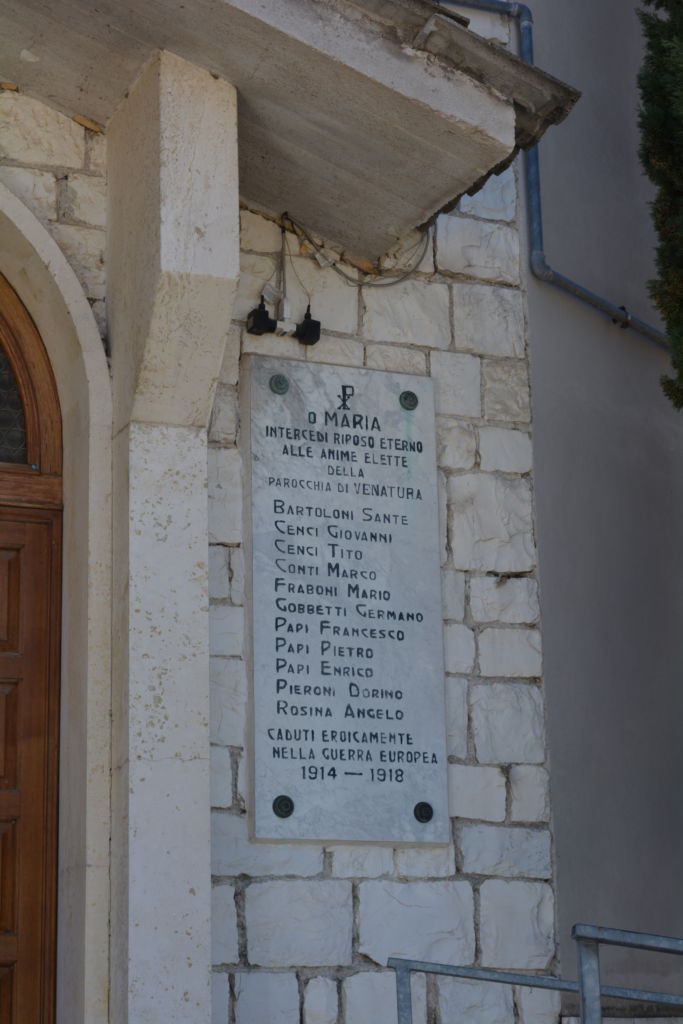 O MARIA
INTERCEDI RIPOSO ETERNO
ALLE ANIME ELETTE
DELLA
PAROCCHIA DI VENATURA
BARTOLONI SANTE
CENCI GIOVANNI
CENCI TITO
CONTI MARCO
FRABONI MARIO
GOBBETTI GERMANO
PAPI FRANCESCO
PAPI PIETRO
PAPI ENRICO
PIERONI DORINO
ROSINA ANGELO
CADUTI EROICAMENTE
NELLA GUERRA EUROPEA
1914 — 1918